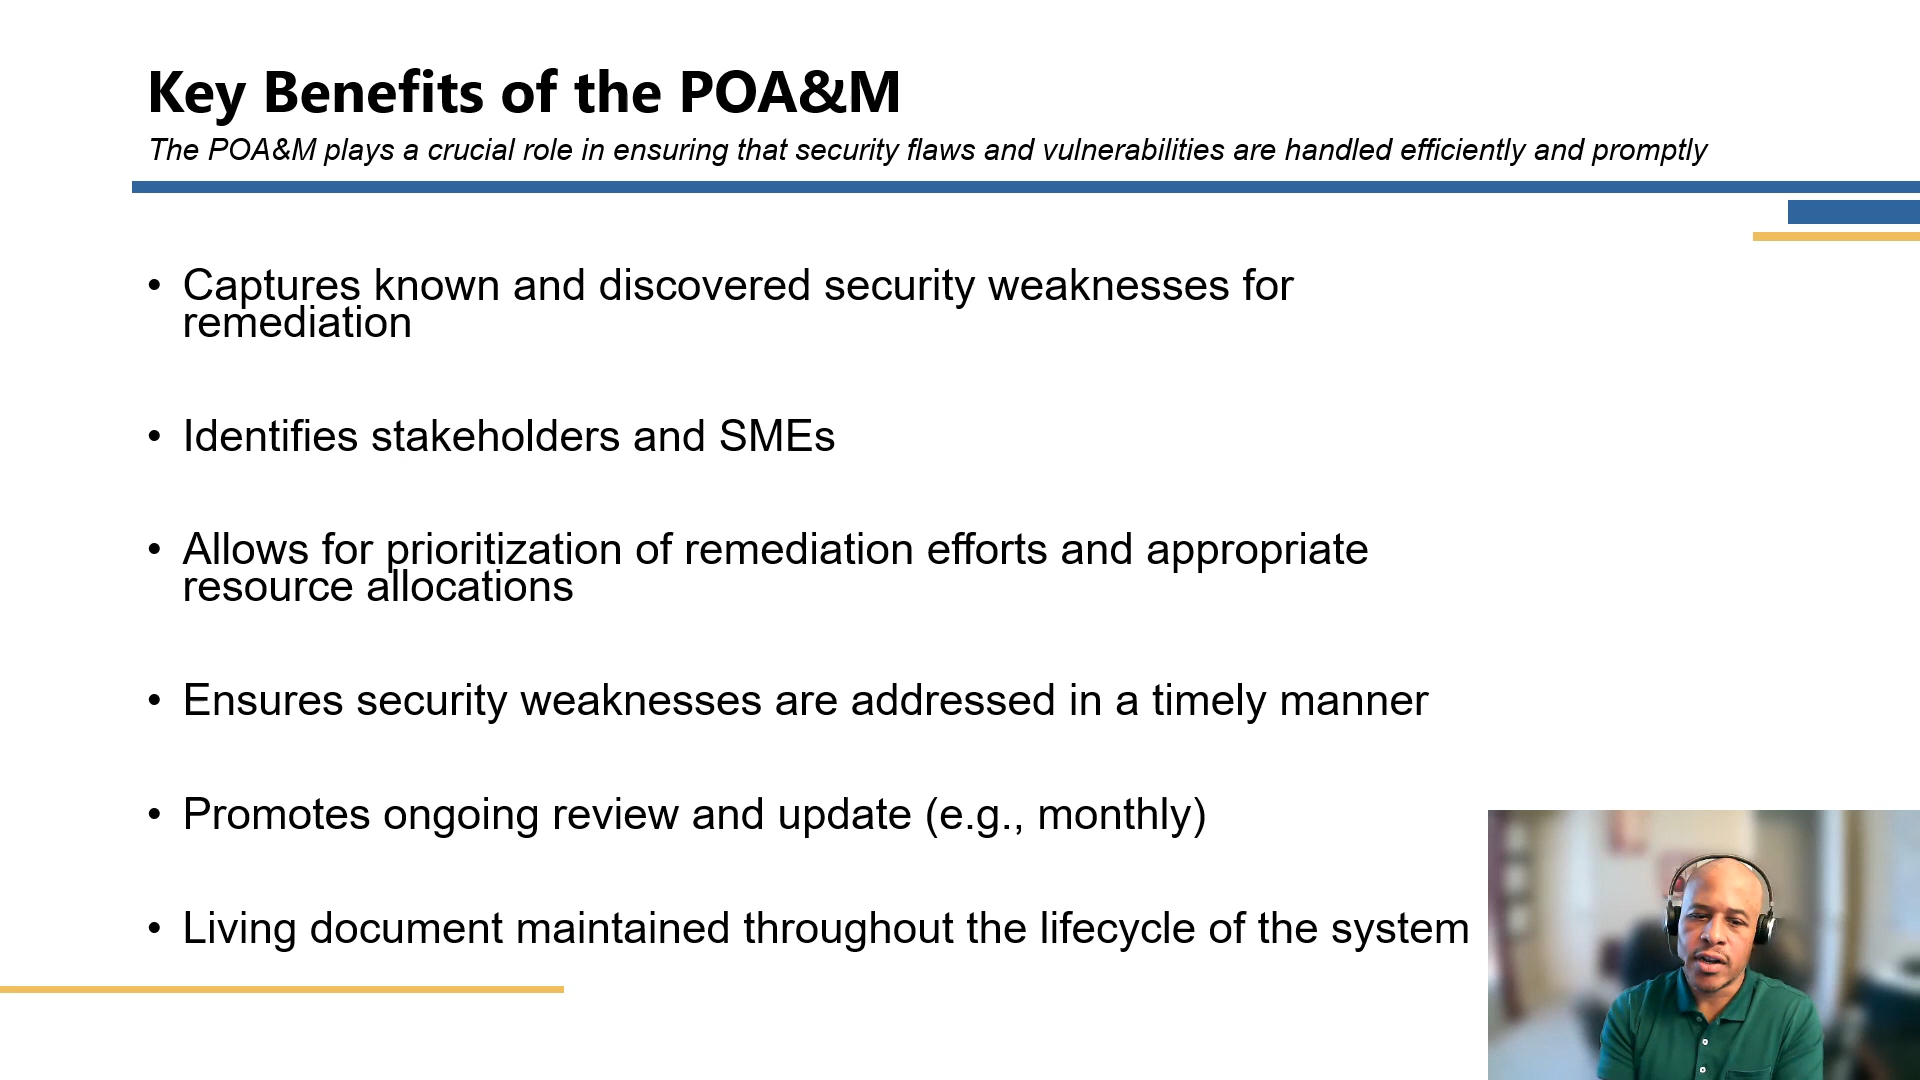 Key Benefits of the POA&M
The POA&M plays a crucial role in ensuring that security flaws and vulnerabilities are handled efficiently and promptly
• Captures known and discovered security weaknesses for
remediation
• Identifies stakeholders and SMEs
• Allows for prioritization of remediation efforts and appropriate
resource allocations
• Ensures security weaknesses are addressed in a timely manner
• Promotes ongoing review and update (e.g., monthly)
• Living document maintained throughout the lifecycle of the system